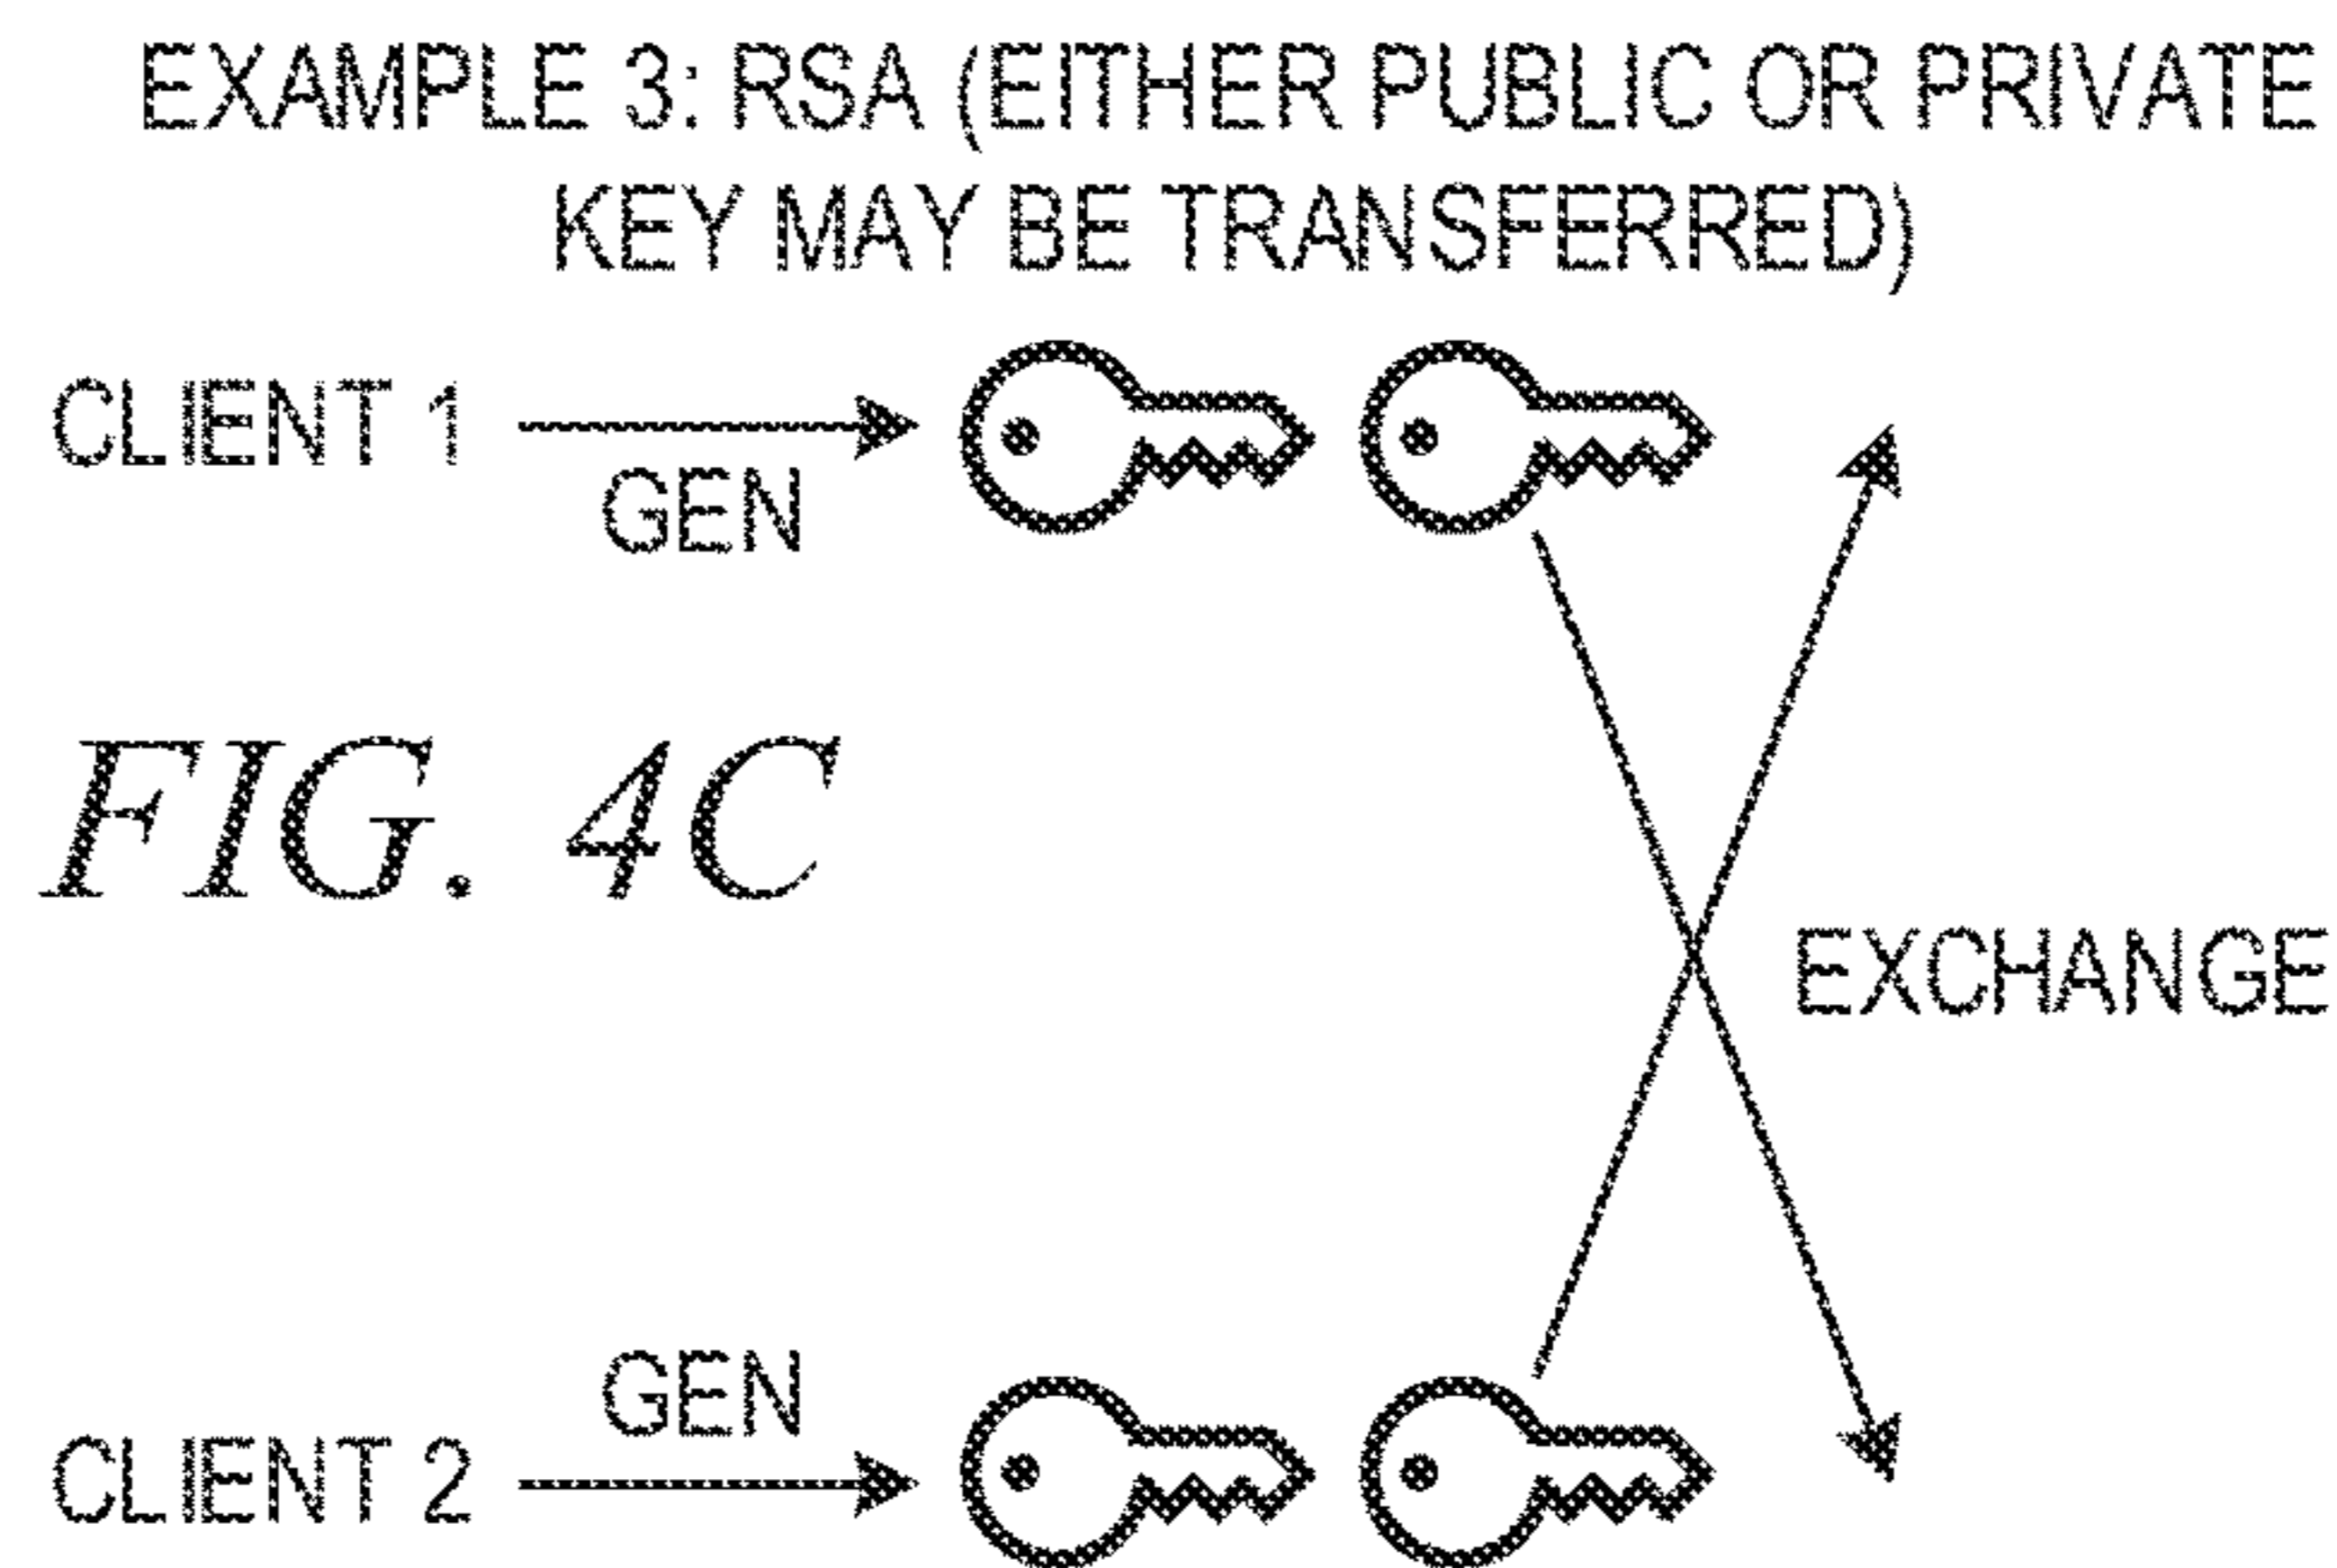 EXAMPLE 3: RSA (EITHER PUBLIC OR PRIVATE
KEY MAY BE TRANSFERRED)
CLIENT 1
GEN
FIG. 4C
EXCHANGE
GEN
CLIENT 2